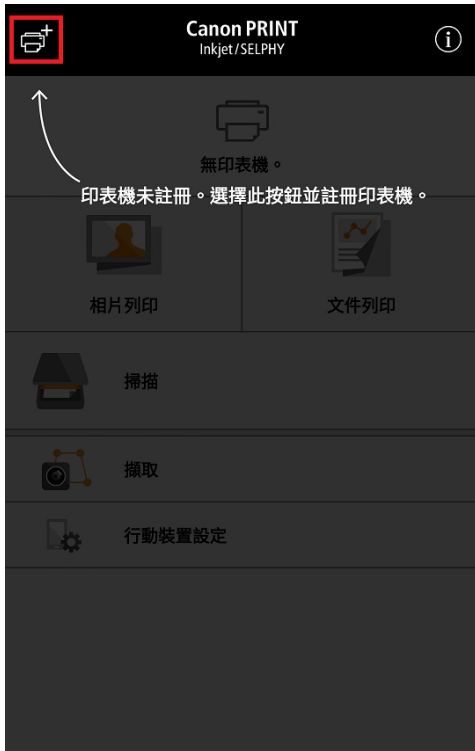 Canon PRINT
Inkjet/SELPHY
無印表機。
印表機未註冊。選擇此按鈕並註冊印表機。
相片列印
文件列印
掃描
擷取
行動裝置設定